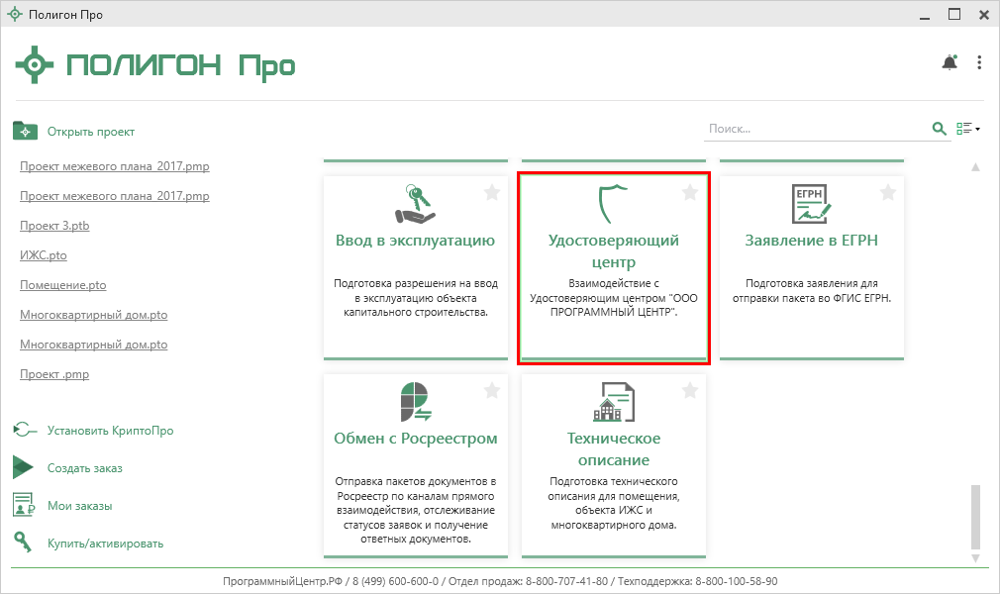 Полигон Про
ПОЛИГОН Про
Открыть проект
Поиск...
Проект межевого плана_2017.pmp
Проект межевого плана_2017.pmp
Проект 3.ptb
ИЖС.pto
Помещение.pto
Многоквартирный дом.pto
Многоквартирный дом.pto
Проект .pmp
Установить КриптоПро
Создать заказ
Мои заказы
Купить/активировать
Ввод в эксплуатацию
Подготовка разрешения на ввод
в эксплуатацию объекта
капитального строительства.
Удостоверяющий
центр
Взаимодействие с
Удостоверяющим центром "ООО
ПРОГРАММНЫЙ ЦЕНТР".
ЕГРН
Заявление в ЕГРН
Подготовка заявления для
отправки пакета во ФГИС ЕГРН.
Обмен с Росреестром
Отправка пакетов документов в
Росреестр по каналам прямого
взаимодействия, отслеживание
статусов заявок и получение
ответных документов.
Техническое
описание
Подготовка технического
описания для помещения,
объекта ИЖС и
многоквартирного дома.
ПрограммныйЦентр.РФ / 8 (499) 600-600-0 / Отдел продаж: 8-800-707-41-80 / Техподдержка: 8-800-100-58-90